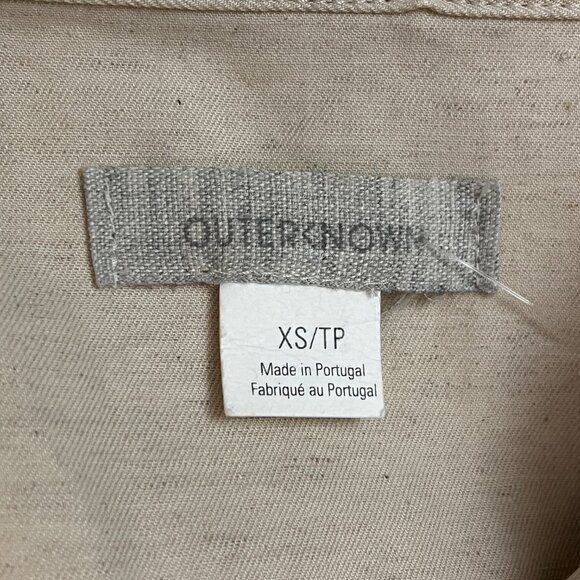 OUTERKNOWN
XS/TP
Made in Portugal
Fabriqué au Portugal